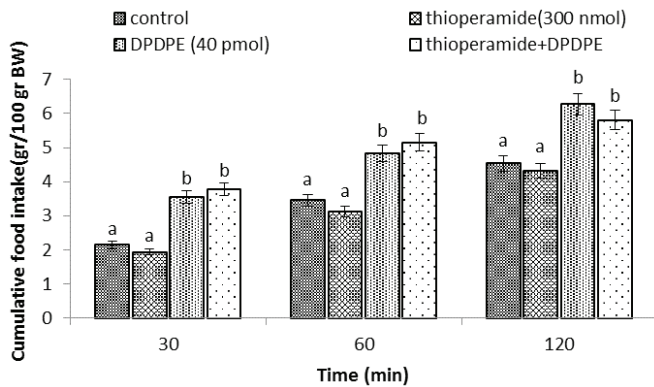 control thioperamide(300 nmol)
DPDPE (40 pmol) thioperamide+DPDPE
Cumulative food intake(gr/100 gr BW)
7
6
5
4
3
2
1
0
a a b b
a a b b
a a b b
30 60 120
Time (min)